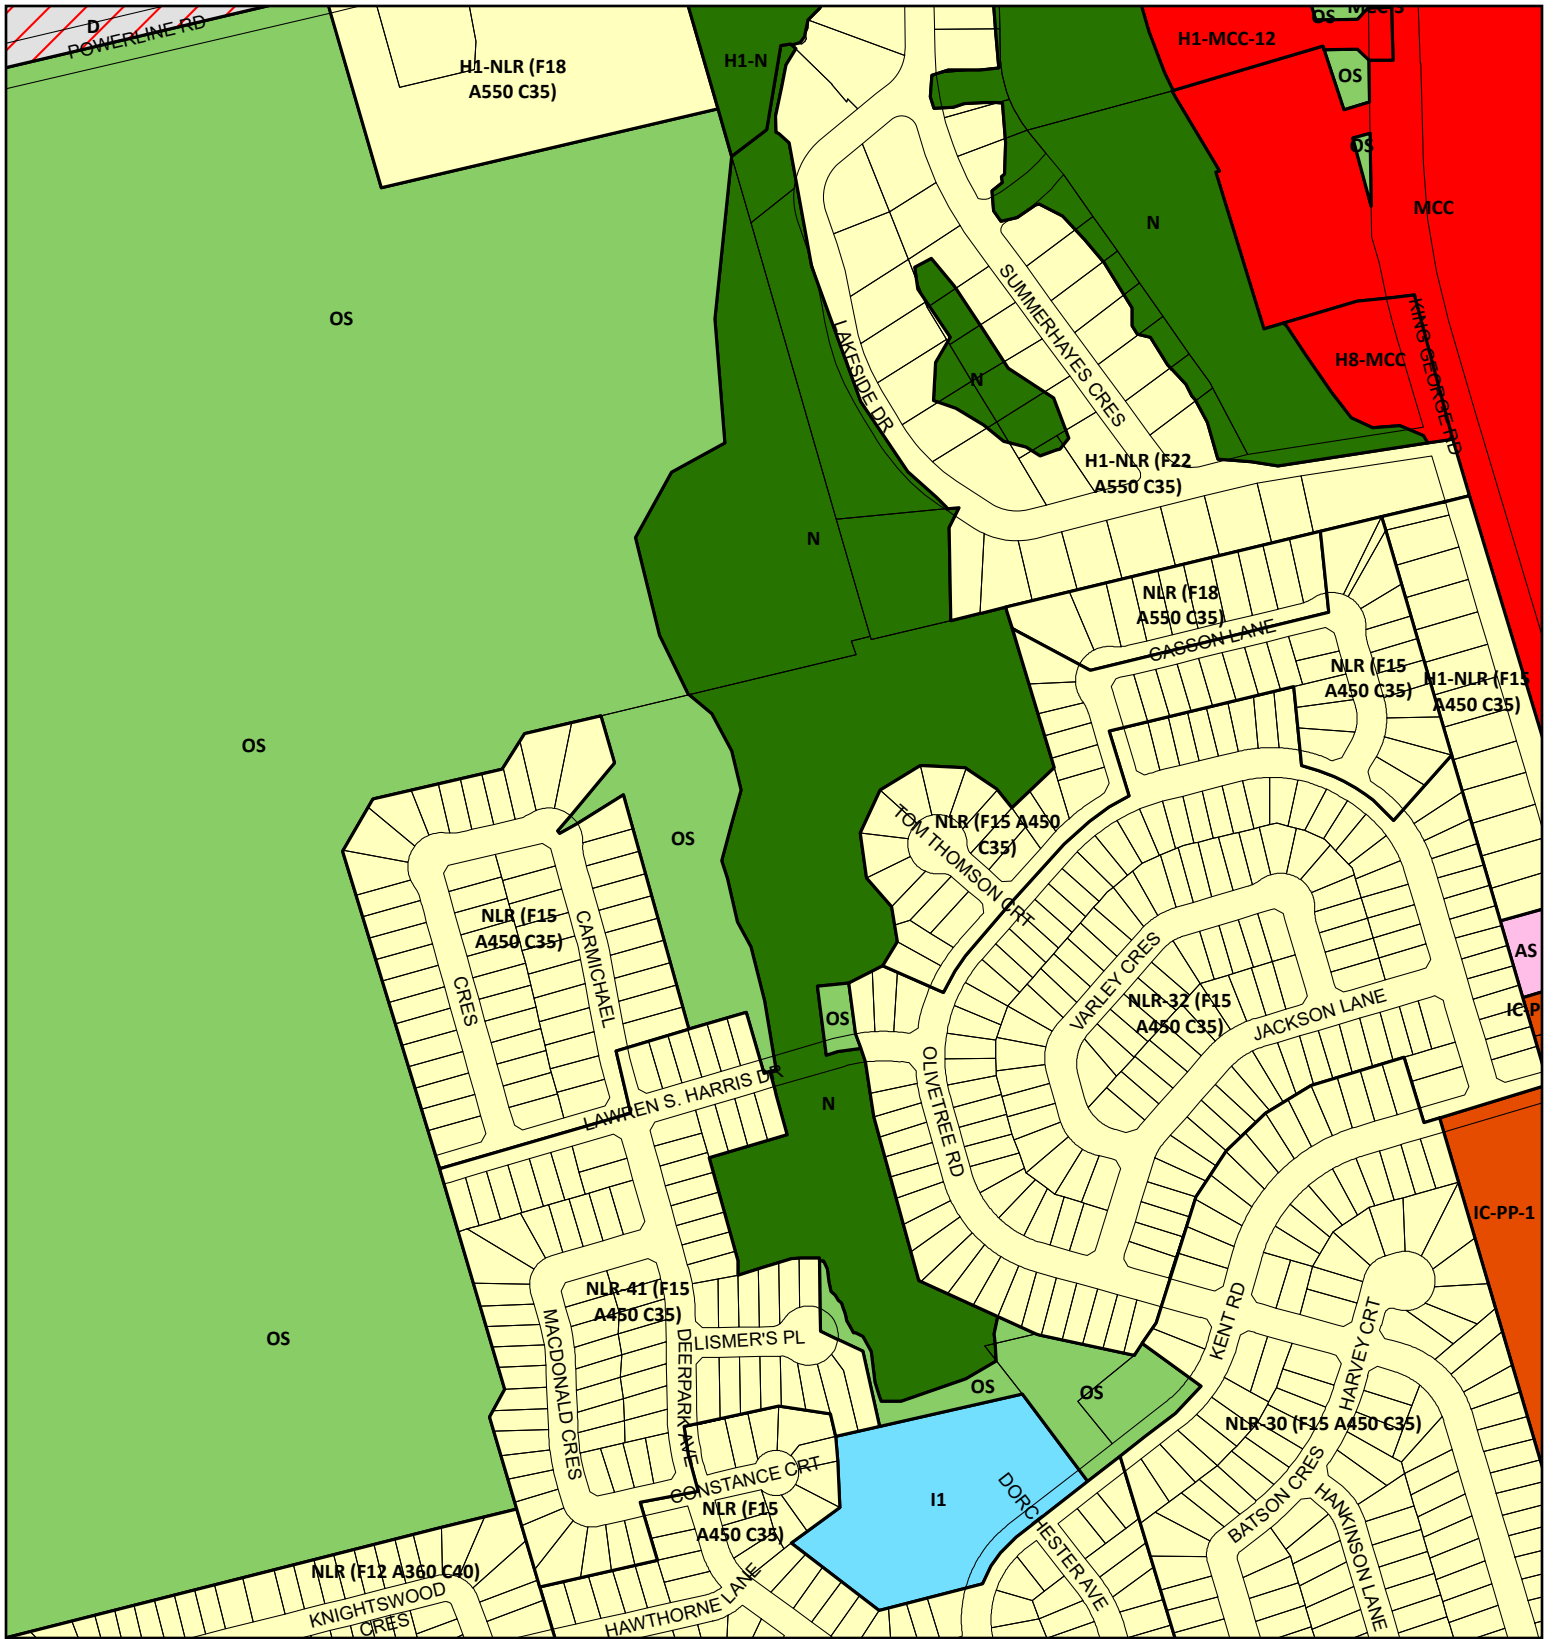 D
POWERLINE RD
H1-NLR (F18
A550 C35)
H1-N
OS
MCC-3
H1-MCC-12
OS
OS
MCC
N
OS
SUMMERHAYES CRES
LAKESIDE DR
N
KING GEORGE RD
H8-MCC
H1-NLR (F22
A550 C35)
N
NLR (F18
A550 C35)
CASSON LANE
NLR (F15
A450 C35)
H1-NLR (F15
A450 C35)
OS
OS
TOM THOMSON CRT
NLR (F15 A450
C35)
NLR (F15
A450 C35)
CARMICHAEL
CRES
VARLEY CRES
AS
NLR-32 (F15
A450 C35)
JACKSON LANE
IC-P
OS
OLIVETREE RD
LAWREN S. HARRIS DR
N
IC-PP-1
NLR-41 (F15
A450 C35)
KENT RD
HARVEY CRT
OS
MACDONALD CRES
DEERPARK AVE
LISMER'S PL
OS
OS
NLR-30 (F15 A450 C35)
CONSTANCE CRT
BATSON CRES
HANKINSON LANE
I1
DORCHESTER AVE
NLR (F15
A450 C35)
NLR (F12 A360 C40)
KNIGHTSWOOD
CRES
HAWTHORNE LANE